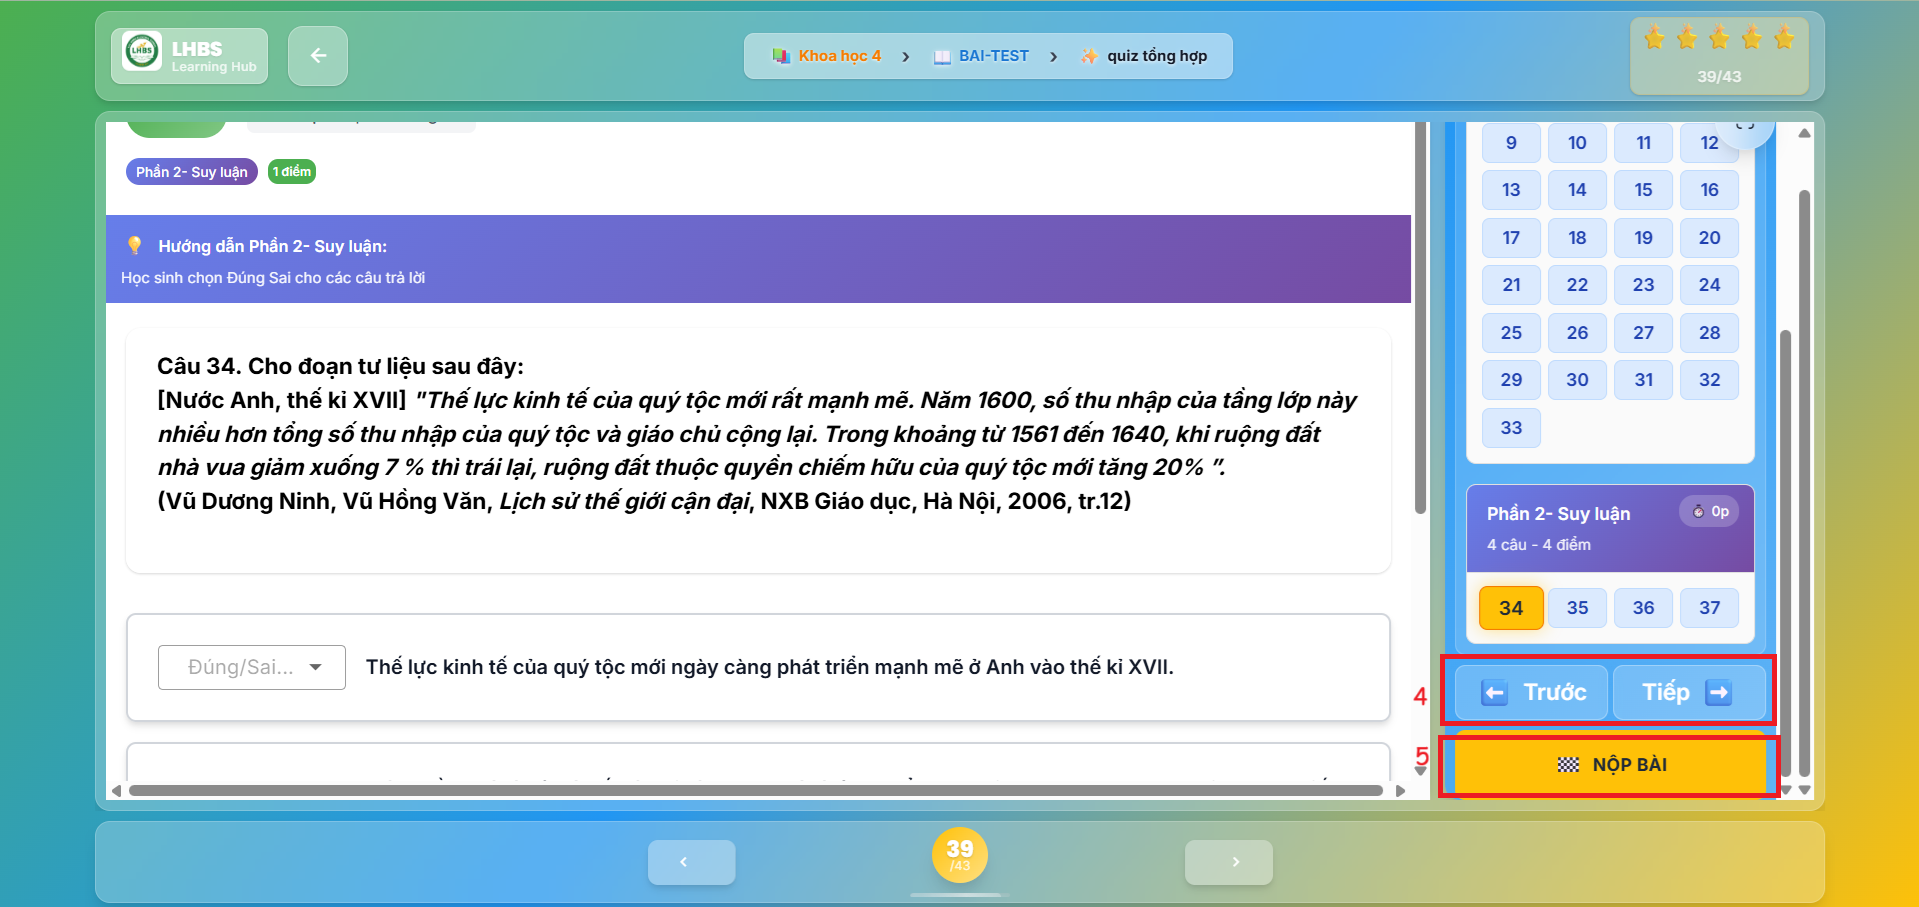 LHBS
LHBS
Learning Hub
Khoa học 4
BAI-TEST
quiz tổng hợp
39/43
Phần 2- Suy luận
1 điểm
Hướng dẫn Phần 2- Suy luận:
Học sinh chọn Đúng Sai cho các câu trả lời
Câu 34. Cho đoạn tư liệu sau đây:
[Nước Anh, thế kỉ XVII] "Thế lực kinh tế của quý tộc mới rất mạnh mẽ. Năm 1600, số thu nhập của tầng lớp này
nhiều hơn tổng số thu nhập của quý tộc và giáo chủ cộng lại. Trong khoảng từ 1561 đến 1640, khi ruộng đất
nhà vua giảm xuống 7 % thì trái lại, ruộng đất thuộc quyền chiếm hữu của quý tộc mới tăng 20% ”.
(Vũ Dương Ninh, Vũ Hồng Văn, Lịch sử thế giới cận đại, NXB Giáo dục, Hà Nội, 2006, tr.12)
Đúng/Sai...
Thế lực kinh tế của quý tộc mới ngày càng phát triển mạnh mẽ ở Anh vào thế kỉ XVII.
9 10 11 12
13 14 15 16
17 18 19 20
21 22 23 24
25 26 27 28
29 30 31 32
33
Phần 2- Suy luận
0p
4 câu - 4 điểm
34 35 36 37
4
Trước
Tiếp
5
NỘP BÀI
39
/43